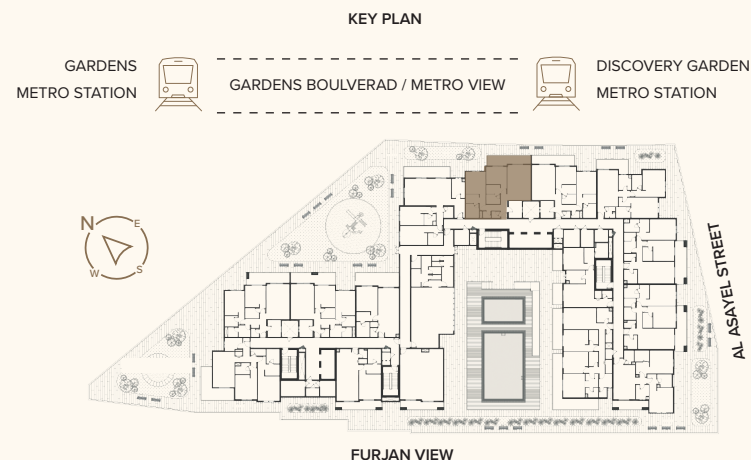 KEY PLAN
GARDENS
METRO STATION
GARDENS BOULVERAD / METRO VIEW
DISCOVERY GARDEN
METRO STATION
N
E
W
S
AL ASAYEL STREET
FURJAN VIEW